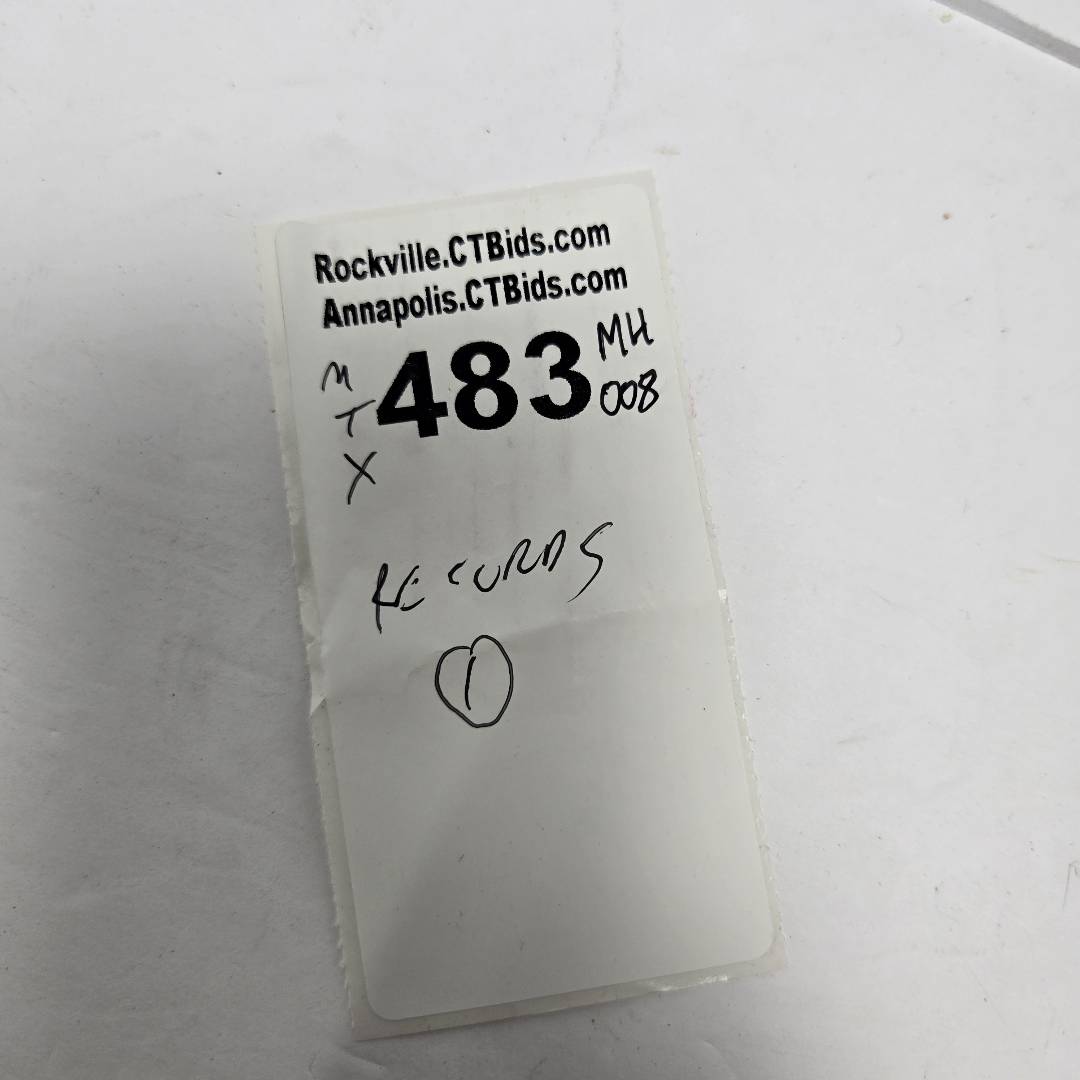 Rockville.CTBids.com
Annapolis.CTBids.com
M
T
X
483
MH
008
RECORDS
1